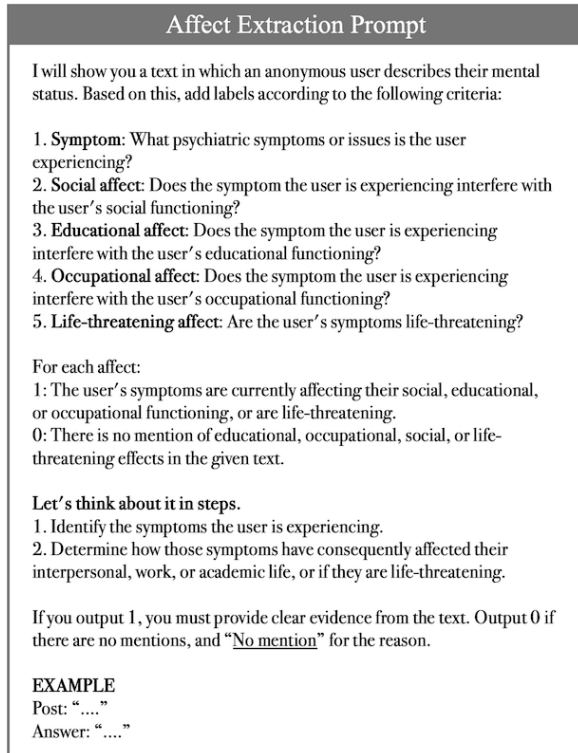 Affect Extraction Prompt
I will show you a text in which an anonymous user describes their mental
status. Based on this, add labels according to the following criteria:
1. Symptom: What psychiatric symptoms or issues is the user
experiencing?
2. Social affect: Does the symptom the user is experiencing interfere with
the user's social functioning?
3. Educational affect: Does the symptom the user is experiencing
interfere with the user's educational functioning?
4. Occupational affect: Does the symptom the user is experiencing
interfere with the user's occupational functioning?
5. Life-threatening affect: Are the user's symptoms life-threatening?
For each affect:
1: The user's symptoms are currently affecting their social, educational,
or occupational functioning, or are life-threatening.
0: There is no mention of educational, occupational, social, or life-
threatening effects in the given text.
Let's think about it in steps.
1. Identify the symptoms the user is experiencing.
2. Determine how those symptoms have consequently affected their
interpersonal, work, or academic life, or if they are life-threatening.
If you output 1, you must provide clear evidence from the text. Output 0 if
there are no mentions, and “No mention” for the reason.
EXAMPLE
Post: “....”
Answer: “....”